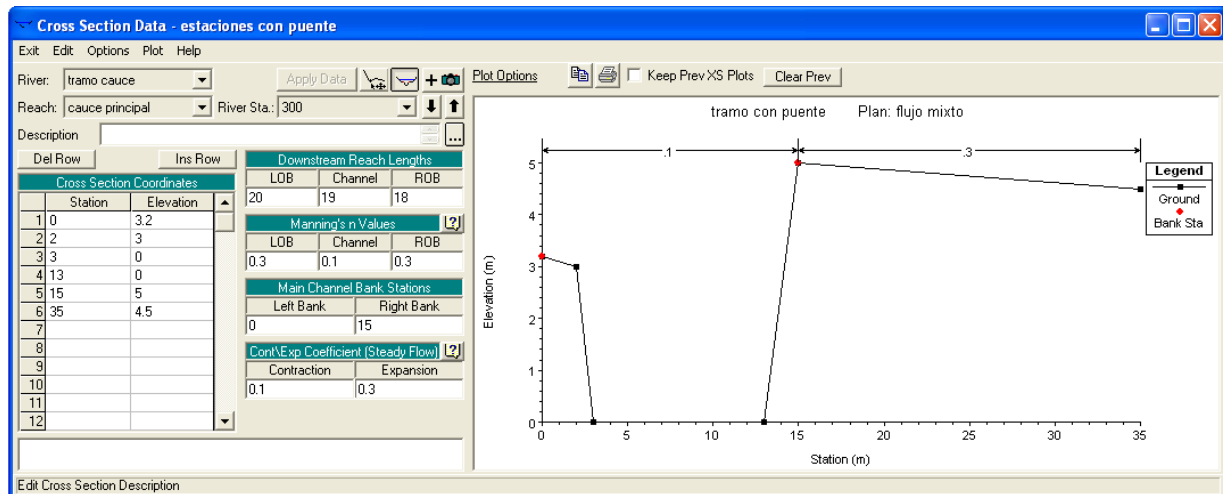 Cross Section Data - estaciones con puente
Exit Edit Options Plot Help
River: tramo cauce Apply Data
Reach: cauce principal River Sta.: 300
Description ...
Del Row Ins Row
Cross Section Coordinates
Station Elevation
1 0 3.2
2 2 3
3 3 0
4 13 0
5 15 5
6 35 4.5
7
8
9
10
11
12
Downstream Reach Lengths
LOB Channel ROB
20 19 18
Manning's n Values ?
LOB Channel ROB
0.3 0.1 0.3
Main Channel Bank Stations
Left Bank Right Bank
0 15
Cont\Exp Coefficient (Steady Flow) ?
Contraction Expansion
0.1 0.3
Plot Options Keep Prev XS Plots Clear Prev
tramo con puente Plan: flujo mixto
.1 .3
5
4
3
2
1
0
Elevation (m)
0 5 10 15 20 25 30 35
Station (m)
Legend
Ground
Bank Sta
Edit Cross Section Description